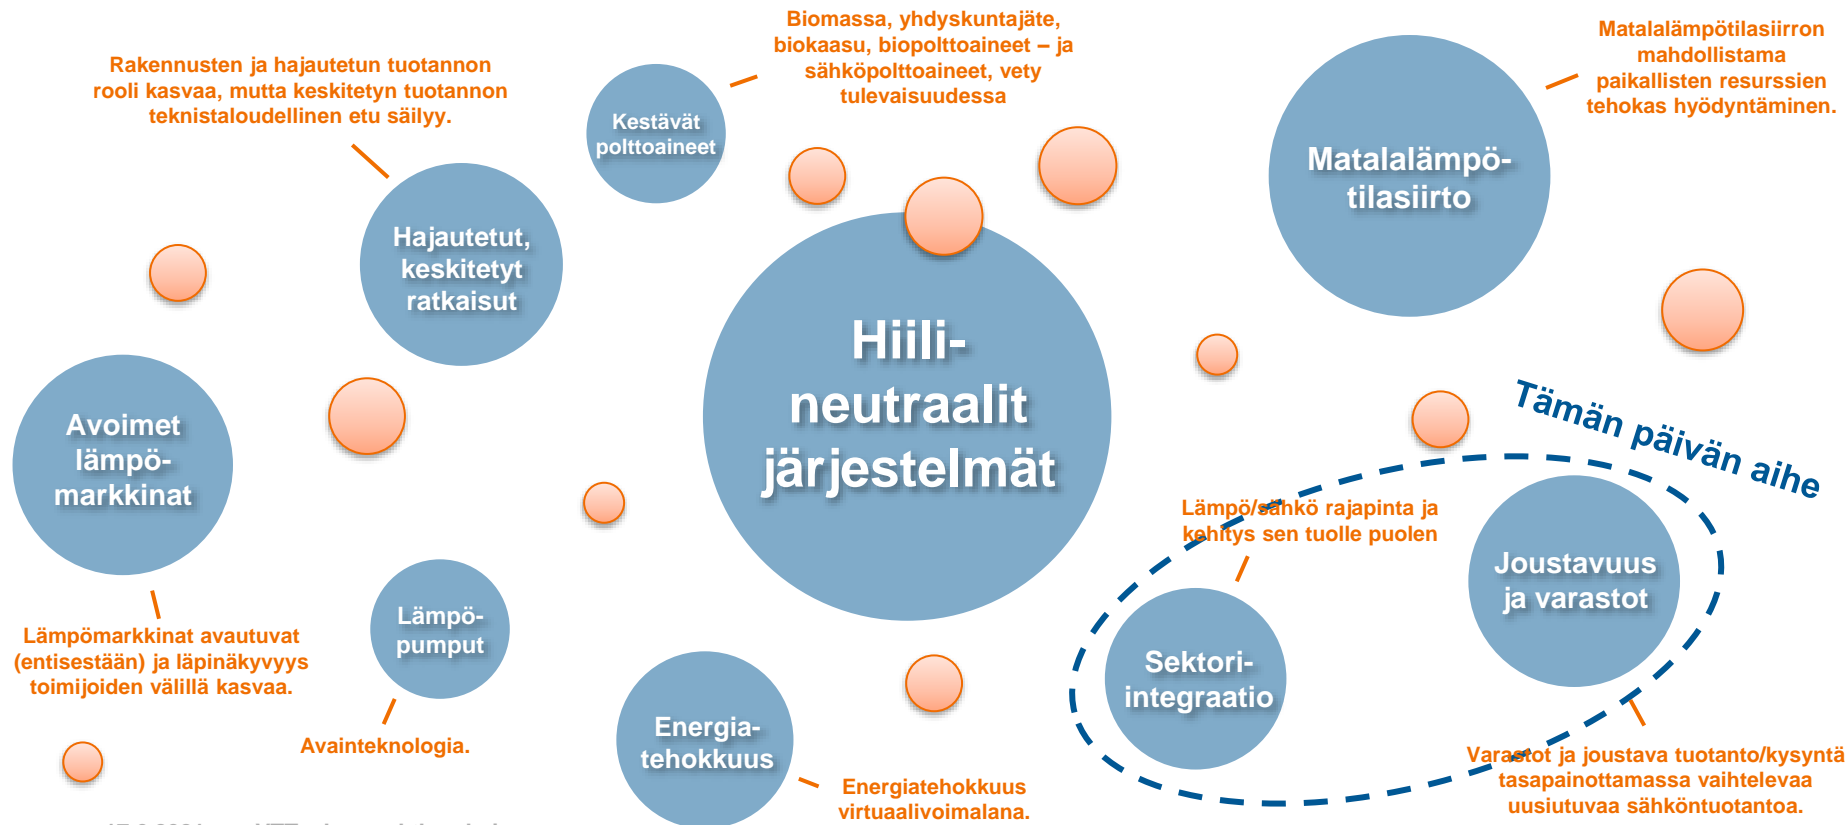 Biomassa, yhdyskuntajäte,
biokaasu, biopolttoaineet – ja
sähköpolttoaineet, vety
tulevaisuudessa
Matalalämpötilasiirron
mahdollistama
paikallisten resurssien
tehokas hyödyntäminen.
Rakennusten ja hajautetun tuotannon
rooli kasvaa, mutta keskitetyn tuotannon
teknistaloudellinen etu säilyy.
Kestävät
polttoaineet
Matalalämpö-
tilasiirto
Hajautetut,
keskitetyt
ratkaisut
Hiili-
neutraalit
järjestelmät
Avoimet
lämpö-
markkinat
Tämän päivän aihe
Lämpö/sähkö rajapinta ja
kehitys sen tuolle puolen
Joustavuus
ja varastot
Lämpö-
pumput
Lämpömarkkinat avautuvat
(entisestään) ja läpinäkyvyys
toimijoiden välillä kasvaa.
Sektori-
integraatio
Avainteknologia.
Energia-
tehokkuus
Varastot ja joustava tuotanto/kysyntä
tasapainottamassa vaihtelevaa
uusiutuvaa sähköntuotantoa.
Energiatehokkuus
virtuaalivoimalana.